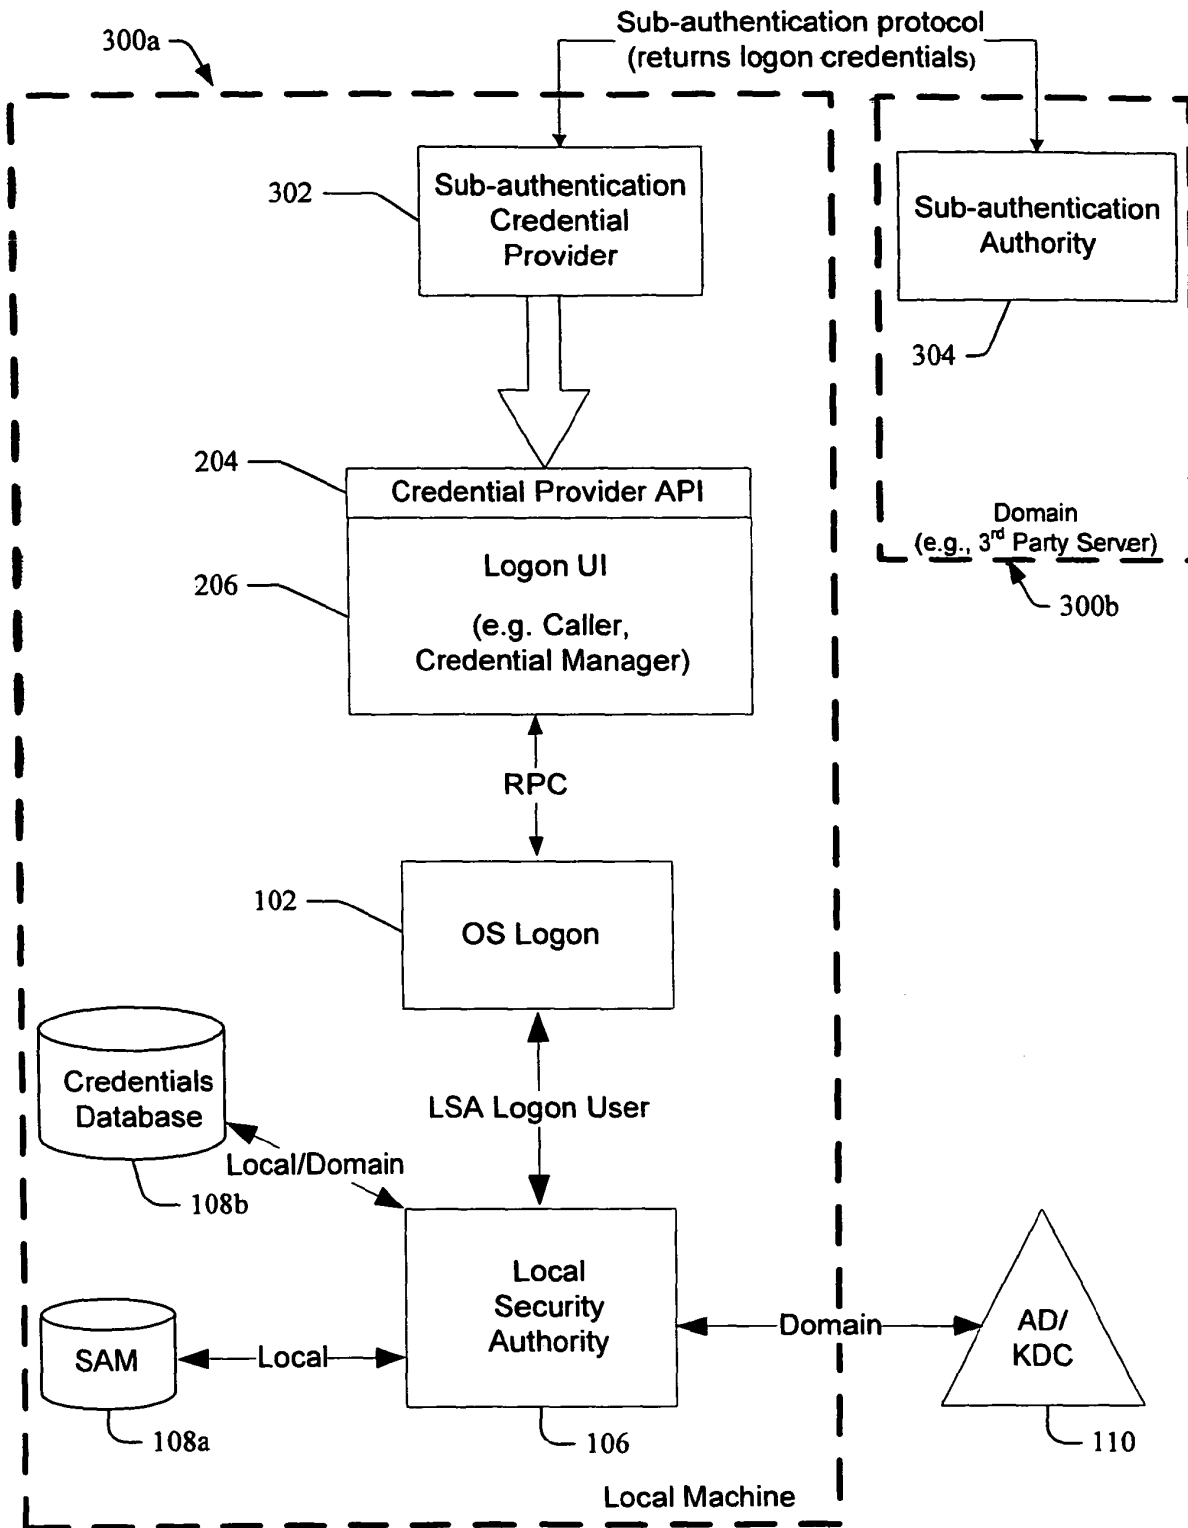 Sub-authentication protocol
(returns logon credentials)
300a
302
Sub-authentication
Credential
Provider
Sub-authentication
Authority
304
204
Credential Provider API
Logon UI
206
(e.g. Caller,
Credential Manager)
Domain
(e.g., 3rd Party Server)
300b
RPC
102
OS Logon
Credentials
Database
LSA Logon User
Local/Domain
108b
Local
Security
Authority
SAM
Local
Domain
AD/
KDC
108a
106
110
Local Machine